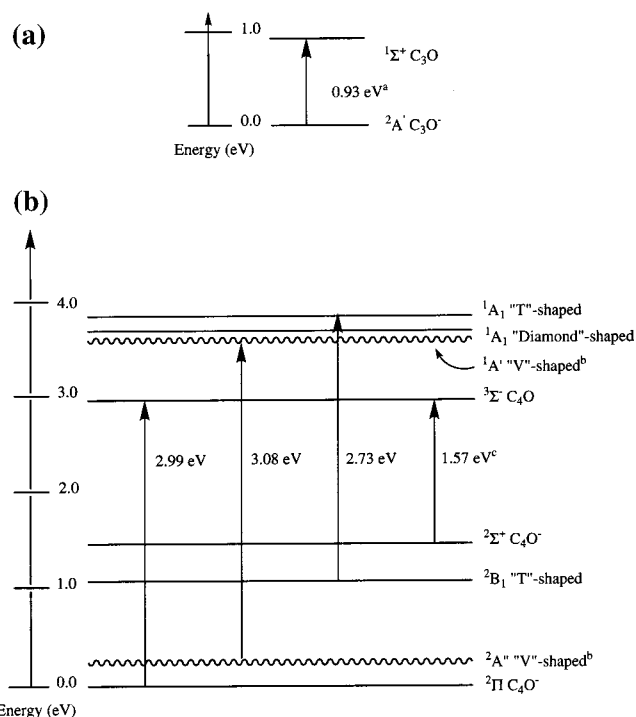 (a)
1.0
¹Σ⁺ C₃O
0.93 eVᵃ
0.0
²A' C₃O⁻
Energy (eV)
(b)
4.0
¹A₁ "T"-shaped
¹A₁ "Diamond"-shaped
¹A' "V"-shapedᵇ
3.0
³Σ⁻ C₄O
2.99 eV
3.08 eV
2.73 eV
1.57 eVᶜ
2.0
²Σ⁺ C₄O⁻
²B₁ "T"-shaped
1.0
²A" "V"-shapedᵇ
0.0
²Π C₄O⁻
Energy (eV)